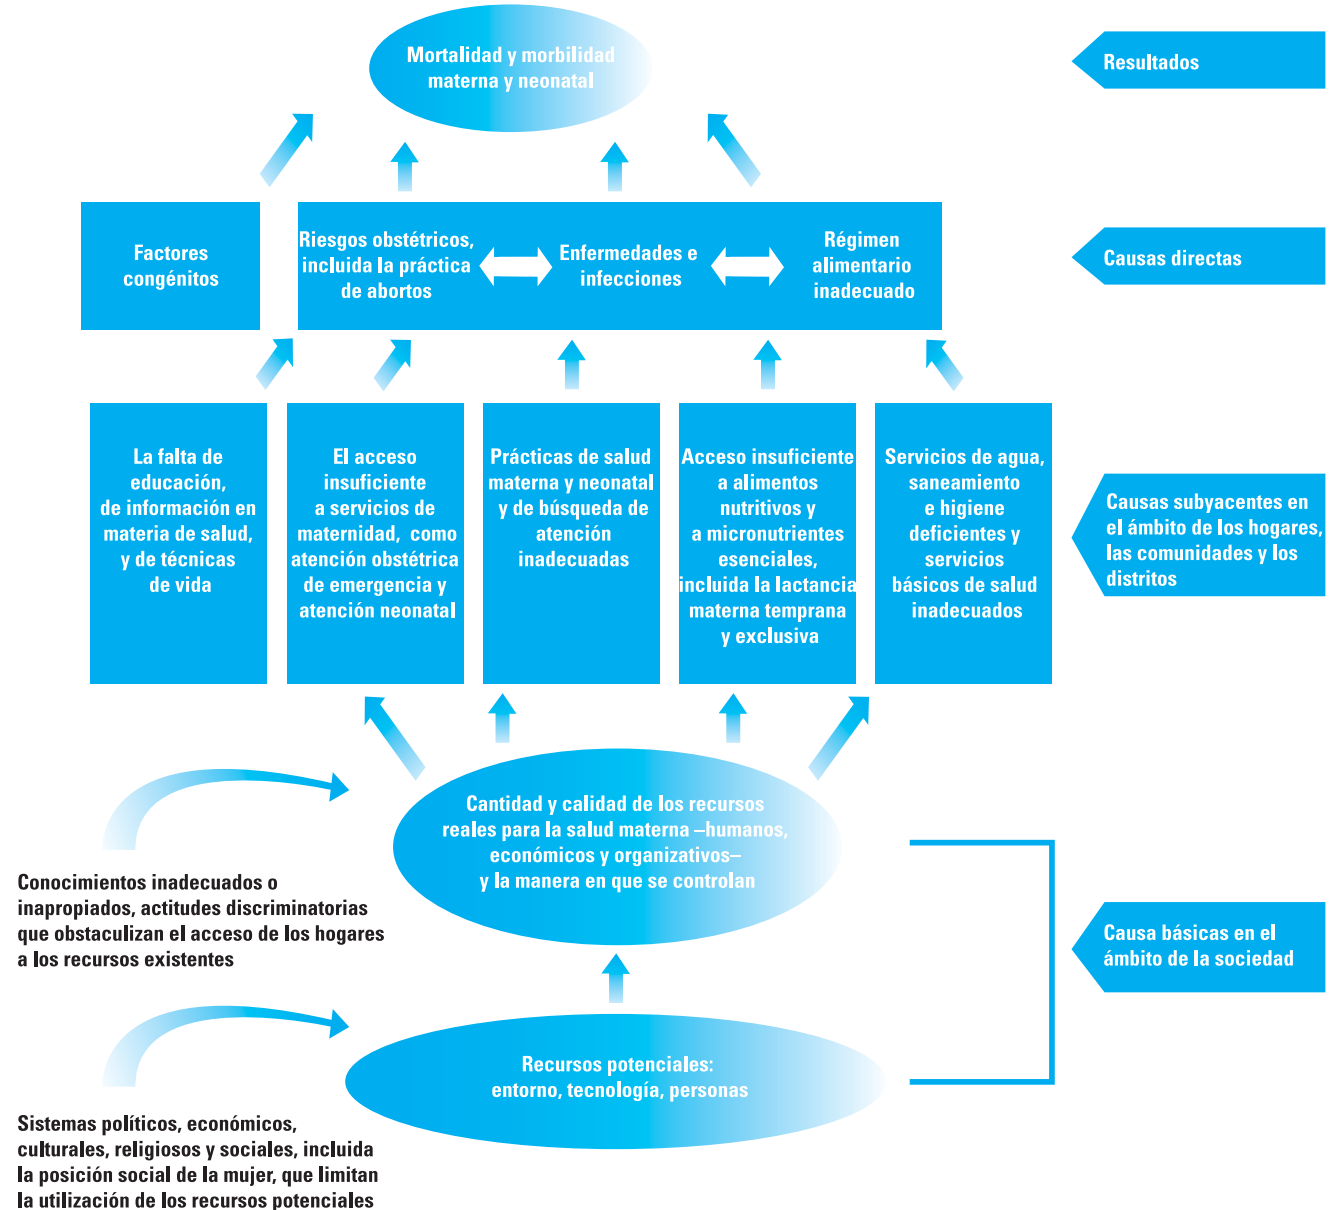 Mortalidad y morbilidad
materna y neonatal
Resultados
Factores
congénitos
Riesgos obstétricos,
incluida la práctica
de abortos
Enfermedades e
infecciones
Régimen
alimentario
inadecuado
Causas directas
La falta de
educación,
de información en
materia de salud,
y de técnicas
de vida
El acceso
insuficiente
a servicios de
maternidad, como
atención obstétrica
de emergencia y
atención neonatal
Prácticas de salud
materna y neonatal
y de búsqueda de
atención
inadecuadas
Acceso insuficiente
a alimentos
nutritivos y
a micronutrientes
esenciales,
incluida la lactancia
materna temprana
y exclusiva
Servicios de agua,
saneamiento
e higiene
deficientes y
servicios
básicos de salud
inadecuados
Causas subyacentes en
el ámbito de los hogares,
las comunidades y los
distritos
Cantidad y calidad de los recursos
reales para la salud materna –humanos,
económicos y organizativos–
y la manera en que se controlan
Conocimientos inadecuados o
inapropiados, actitudes discriminatorias
que obstaculizan el acceso de los hogares
a los recursos existentes
Causa básicas en el
ámbito de la sociedad
Recursos potenciales:
entorno, tecnología, personas
Sistemas políticos, económicos,
culturales, religiosos y sociales, incluida
la posición social de la mujer, que limitan
la utilización de los recursos potenciales